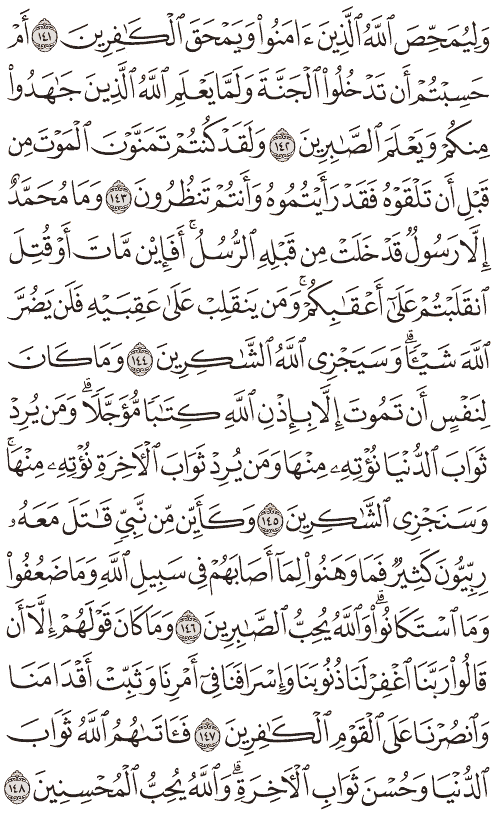 وَلِيُمَحِّصَ ٱللَّهُ ٱلَّذِينَ ءَامَنُوا۟ وَيَمْحَقَ ٱلْكَـٰفِرِينَ ١٤١ أَمْ
حَسِبْتُمْ أَن تَدْخُلُوا۟ ٱلْجَنَّةَ وَلَمَّا يَعْلَمِ ٱللَّهُ ٱلَّذِينَ جَـٰهَدُوا۟
مِنكُمْ وَيَعْلَمَ ٱلصَّـٰبِرِينَ ١٤٢ وَلَقَدْ كُنتُمْ تَمَنَّوْنَ ٱلْمَوْتَ مِن
قَبْلِ أَن تَلْقَوْهُ فَقَدْ رَأَيْتُمُوهُ وَأَنتُمْ تَنظُرُونَ ١٤٣ وَمَا مُحَمَّدٌ
إِلَّا رَسُولٌ قَدْ خَلَتْ مِن قَبْلِهِ ٱلرُّسُلُ ۚ أَفَإِي۟ن مَّاتَ أَوْ قُتِلَ
ٱنقَلَبْتُمْ عَلَىٰٓ أَعْقَـٰبِكُمْ ۚ وَمَن يَنقَلِبْ عَلَىٰ عَقِبَيْهِ فَلَن يَضُرَّ
ٱللَّهَ شَيْـًٔا ۗ وَسَيَجْزِى ٱللَّهُ ٱلشَّـٰكِرِينَ ١٤٤ وَمَا كَانَ
لِنَفْسٍ أَن تَمُوتَ إِلَّا بِإِذْنِ ٱللَّهِ كِتَـٰبًا مُّؤَجَّلًا ۗ وَمَن يُرِدْ
ثَوَابَ ٱلدُّنْيَا نُؤْتِهِۦ مِنْهَا وَمَن يُرِدْ ثَوَابَ ٱلْـَٔاخِرَةِ نُؤْتِهِۦ مِنْهَا ۚ
وَسَنَجْزِى ٱلشَّـٰكِرِينَ ١٤٥ وَكَأَيِّن مِّن نَّبِىٍّ قَـٰتَلَ مَعَهُۥ
رِبِّيُّونَ كَثِيرٌ فَمَا وَهَنُوا۟ لِمَآ أَصَابَهُمْ فِى سَبِيلِ ٱللَّهِ وَمَا ضَعُفُوا۟
وَمَا ٱسْتَكَانُوا۟ ۗ وَٱللَّهُ يُحِبُّ ٱلصَّـٰبِرِينَ ١٤٦ وَمَا كَانَ قَوْلَهُمْ إِلَّآ أَن
قَالُوا۟ رَبَّنَا ٱغْفِرْ لَنَا ذُنُوبَنَا وَإِسْرَافَنَا فِىٓ أَمْرِنَا وَثَبِّتْ أَقْدَامَنَا
وَٱنصُرْنَا عَلَى ٱلْقَوْمِ ٱلْكَـٰفِرِينَ ١٤٧ فَـَٔاتَىٰهُمُ ٱللَّهُ ثَوَابَ
ٱلدُّنْيَا وَحُسْنَ ثَوَابِ ٱلْـَٔاخِرَةِ ۗ وَٱللَّهُ يُحِبُّ ٱلْمُحْسِنِينَ ١٤٨